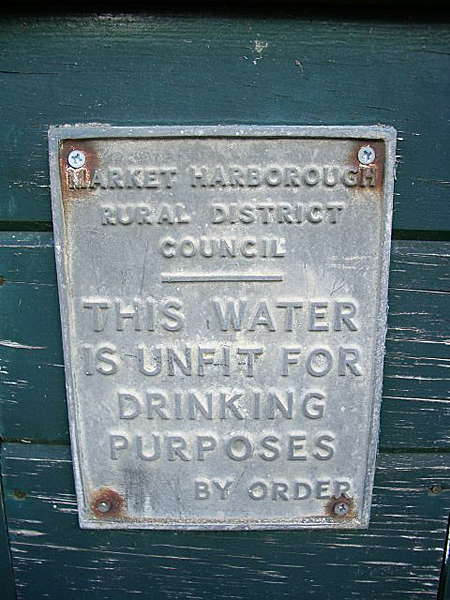 MARKET HARBOROUGH
RURAL DISTRICT
COUNCIL
THIS WATER
IS UNFIT FOR
DRINKING
PURPOSES
BY ORDER